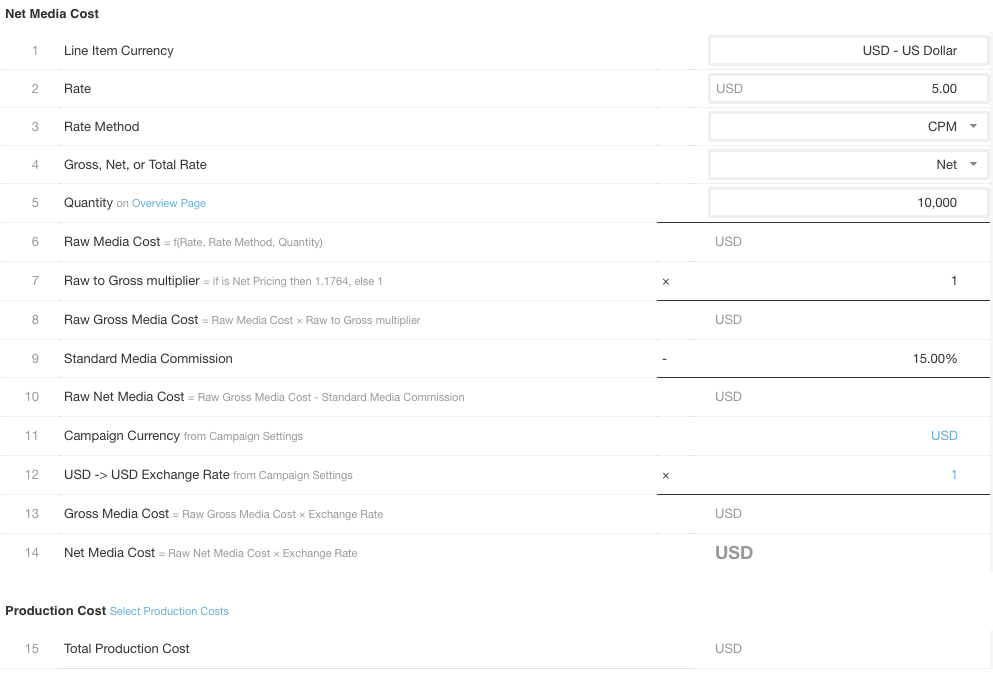 Net Media Cost
1 Line Item Currency USD - US Dollar
2 Rate USD 5.00
3 Rate Method CPM
4 Gross, Net, or Total Rate Net
5 Quantity on Overview Page 10,000
6 Raw Media Cost = f(Rate, Rate Method, Quantity) USD
7 Raw to Gross multiplier = if is Net Pricing then 1.1764, else 1 × 1
8 Raw Gross Media Cost = Raw Media Cost × Raw to Gross multiplier USD
9 Standard Media Commission - 15.00%
10 Raw Net Media Cost = Raw Gross Media Cost - Standard Media Commission USD
11 Campaign Currency from Campaign Settings USD
12 USD -> USD Exchange Rate from Campaign Settings × 1
13 Gross Media Cost = Raw Gross Media Cost × Exchange Rate USD
14 Net Media Cost = Raw Net Media Cost × Exchange Rate USD
Production Cost Select Production Costs
15 Total Production Cost USD